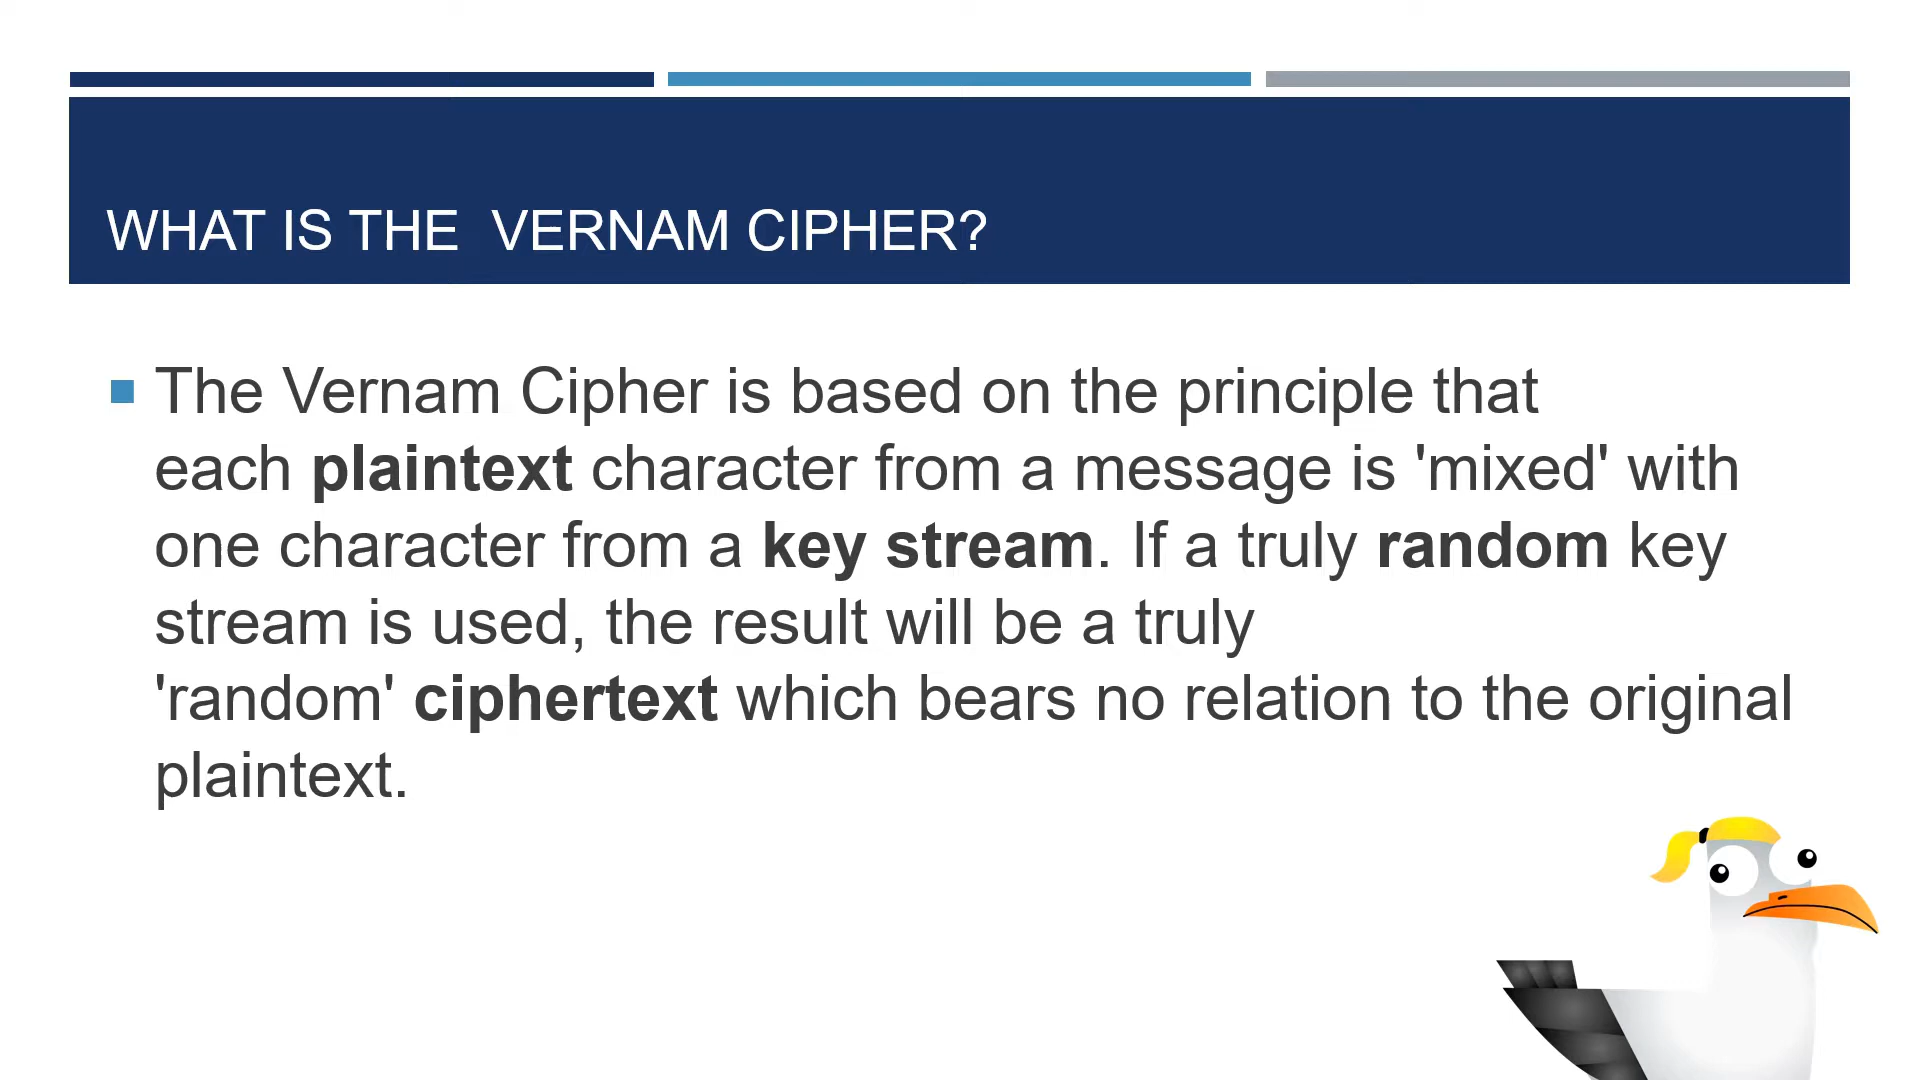 WHAT IS THE  VERNAM CIPHER?
The Vernam Cipher is based on the principle that
each plaintext character from a message is 'mixed' with
one character from a key stream. If a truly random key
stream is used, the result will be a truly
'random' ciphertext which bears no relation to the original
plaintext.